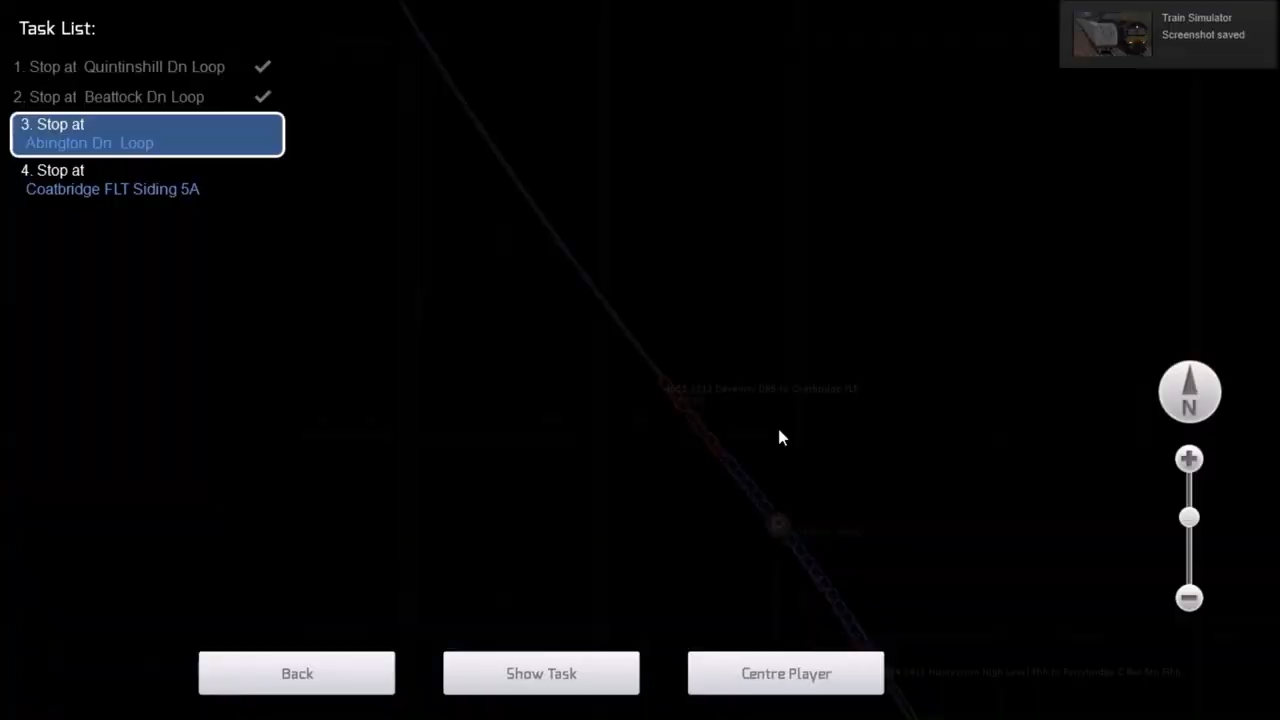 Task List:
Train Simulator
Screenshot saved
1. Stop at Quintinshill Dn Loop
2. Stop at Beattock Dn Loop
3. Stop at
Abington Dn Loop
4. Stop at
Coatbridge FLT Siding 5A
N
Back
Show Task
Centre Player